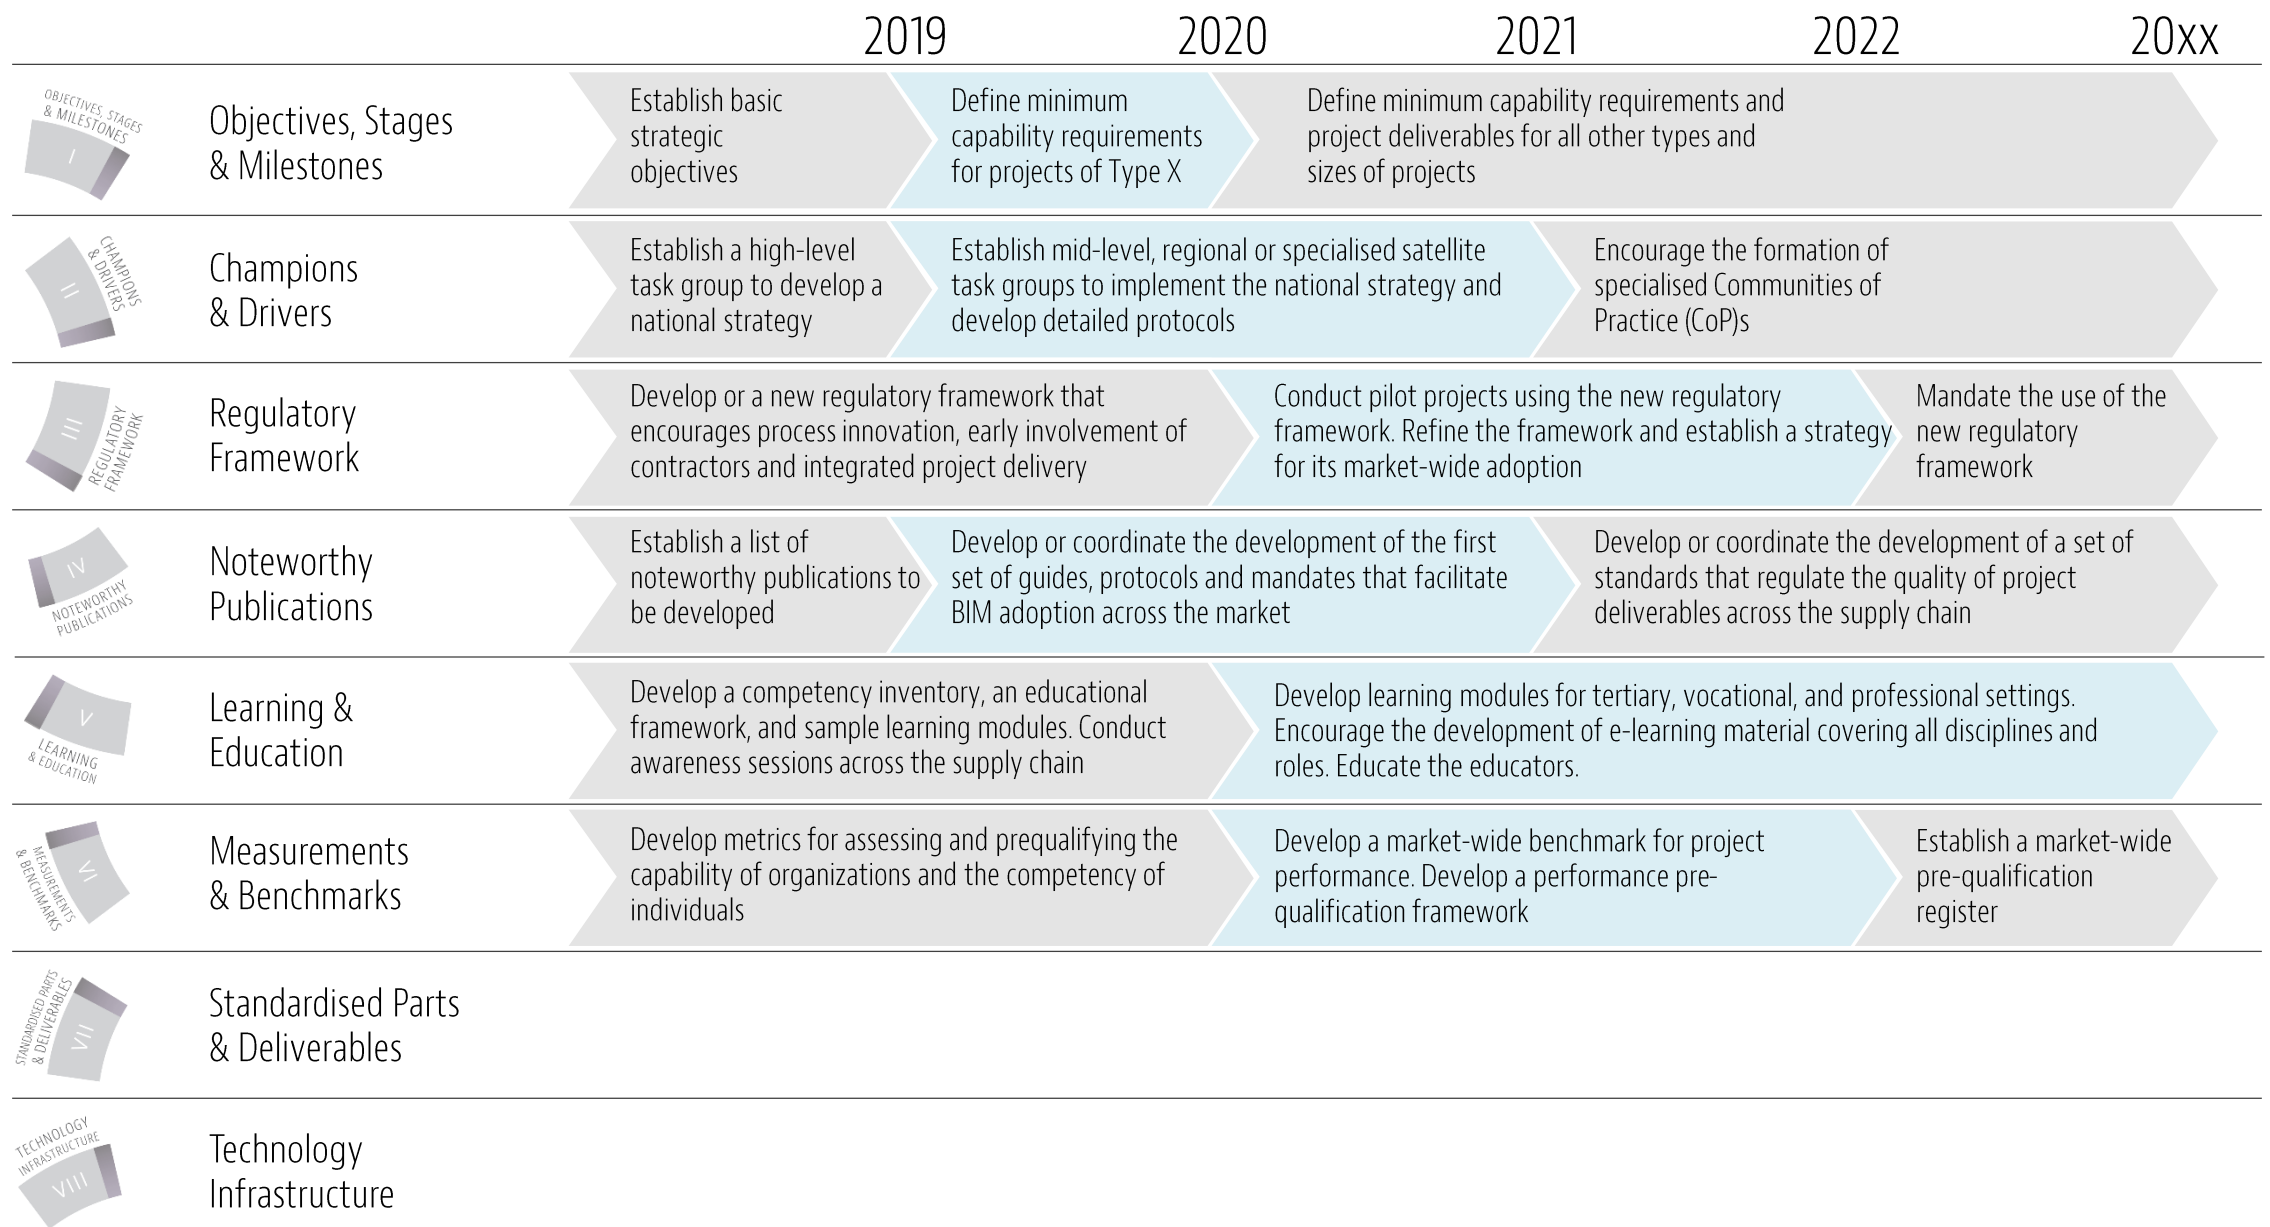 2019 2020 2021 2022 20xx
OBJECTIVES, STAGES
& MILESTONES
I
Objectives, Stages
& Milestones
Establish basic
strategic
objectives
Define minimum
capability requirements
for projects of Type X
Define minimum capability requirements and
project deliverables for all other types and
sizes of projects
CHAMPIONS
& DRIVERS
II
Champions
& Drivers
Establish a high-level
task group to develop a
national strategy
Establish mid-level, regional or specialised satellite
task groups to implement the national strategy and
develop detailed protocols
Encourage the formation of
specialised Communities of
Practice (CoP)s
REGULATORY
FRAMEWORK
III
Regulatory
Framework
Develop or a new regulatory framework that
encourages process innovation, early involvement of
contractors and integrated project delivery
Conduct pilot projects using the new regulatory
framework. Refine the framework and establish a strategy
for its market-wide adoption
Mandate the use of the
new regulatory
framework
IV
NOTEWORTHY
PUBLICATIONS
Noteworthy
Publications
Establish a list of
noteworthy publications to
be developed
Develop or coordinate the development of the first
set of guides, protocols and mandates that facilitate
BIM adoption across the market
Develop or coordinate the development of a set of
standards that regulate the quality of project
deliverables across the supply chain
V
LEARNING
& EDUCATION
Learning &
Education
Develop a competency inventory, an educational
framework, and sample learning modules. Conduct
awareness sessions across the supply chain
Develop learning modules for tertiary, vocational, and professional settings.
Encourage the development of e-learning material covering all disciplines and
roles. Educate the educators.
VI
MEASUREMENTS
& BENCHMARKS
Measurements
& Benchmarks
Develop metrics for assessing and prequalifying the
capability of organizations and the competency of
individuals
Develop a market-wide benchmark for project
performance. Develop a performance pre-
qualification framework
Establish a market-wide
pre-qualification
register
STANDARDISED PARTS
& DELIVERABLES
VII
Standardised Parts
& Deliverables
TECHNOLOGY
INFRASTRUCTURE
VIII
Technology
Infrastructure